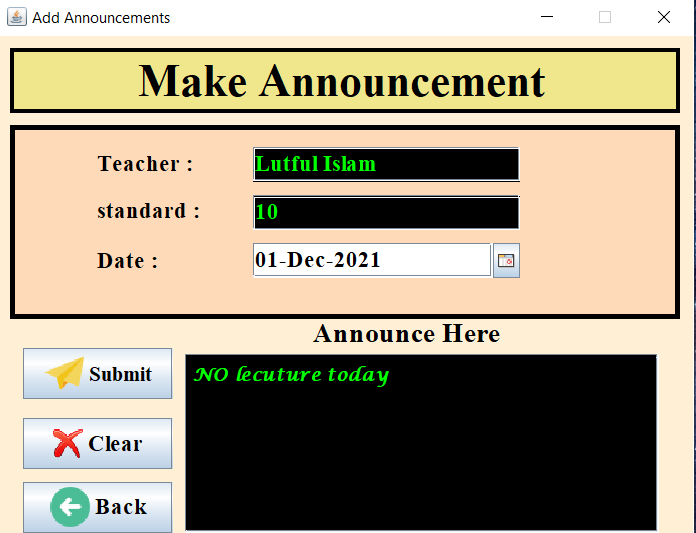 Add Announcements
Make Announcement
Teacher : Lutful Islam
standard : 10
Date : 01-Dec-2021
Announce Here
Submit
NO lecuture today
Clear
Back